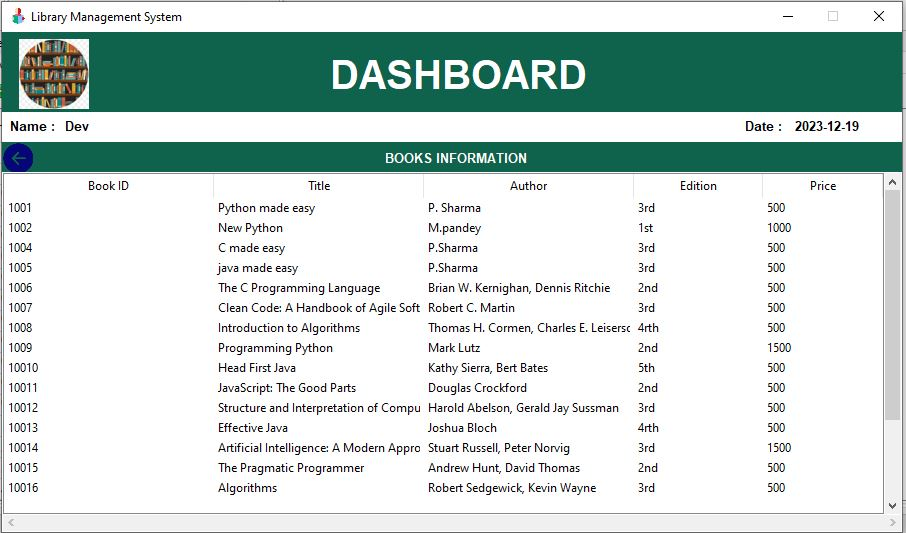 Library Management System
DASHBOARD
Name : Dev Date : 2023-12-19
BOOKS INFORMATION
Book ID Title Author Edition Price
1001 Python made easy P. Sharma 3rd 500
1002 New Python M.pandey 1st 1000
1004 C made easy P.Sharma 3rd 500
1005 java made easy P.Sharma 3rd 500
1006 The C Programming Language Brian W. Kernighan, Dennis Ritchie 2nd 500
1007 Clean Code: A Handbook of Agile Soft Robert C. Martin 3rd 500
1008 Introduction to Algorithms Thomas H. Cormen, Charles E. Leiserso 4rth 500
1009 Programming Python Mark Lutz 2nd 1500
10010 Head First Java Kathy Sierra, Bert Bates 5th 500
10011 JavaScript: The Good Parts Douglas Crockford 2nd 500
10012 Structure and Interpretation of Compu Harold Abelson, Gerald Jay Sussman 3rd 500
10013 Effective Java Joshua Bloch 4rth 500
10014 Artificial Intelligence: A Modern Appro Stuart Russell, Peter Norvig 3rd 1500
10015 The Pragmatic Programmer Andrew Hunt, David Thomas 2nd 500
10016 Algorithms Robert Sedgewick, Kevin Wayne 3rd 500